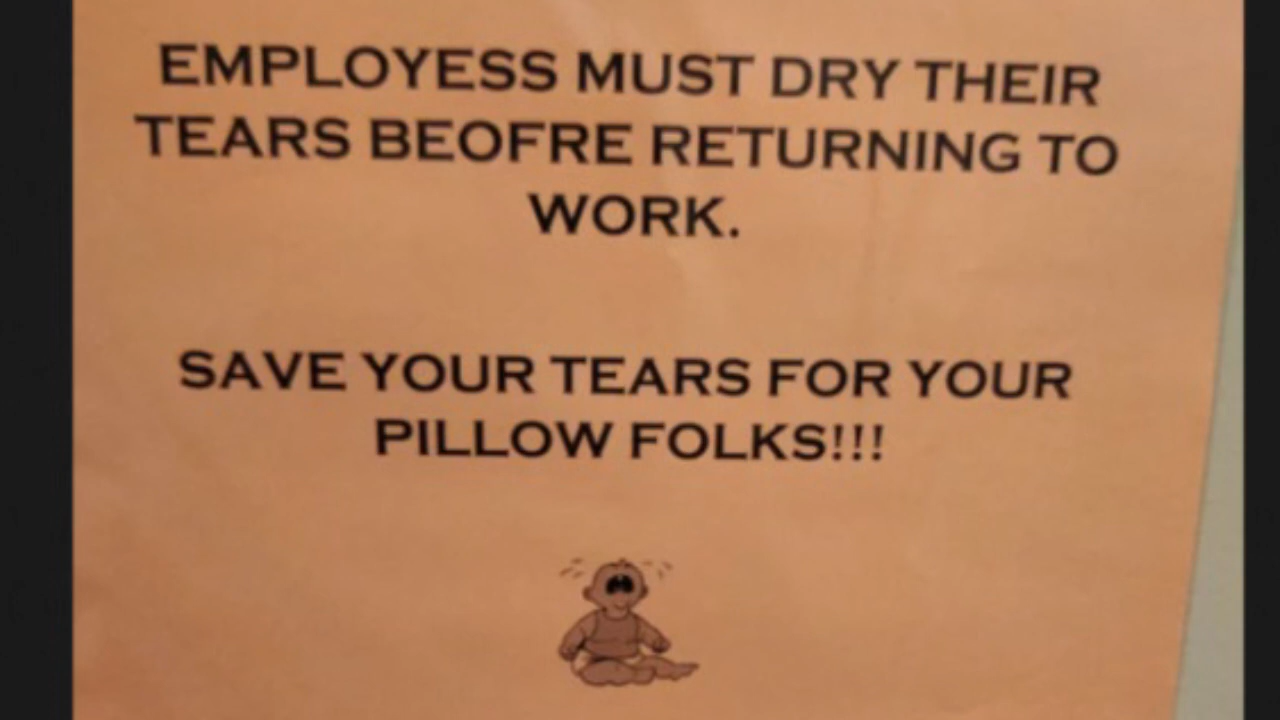 EMPLOYESS MUST DRY THEIR
TEARS BEOFRE RETURNING TO
WORK.
SAVE YOUR TEARS FOR YOUR
PILLOW FOLKS!!!